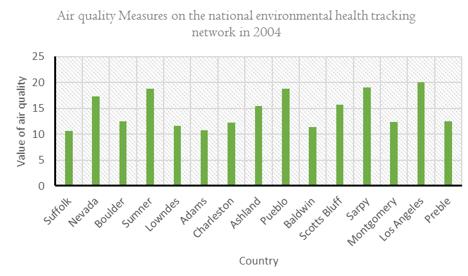 Air quality Measures on the national environmental health tracking
network in 2004
25
20
15
10
5
0
Value of air quality
Suffolk
Nevada
Boulder
Sumner
Lowndes
Adams
Charleston
Ashland
Pueblo
Baldwin
Scotts Bluff
Sarpy
Montgomery
Los Angeles
Preble
Country